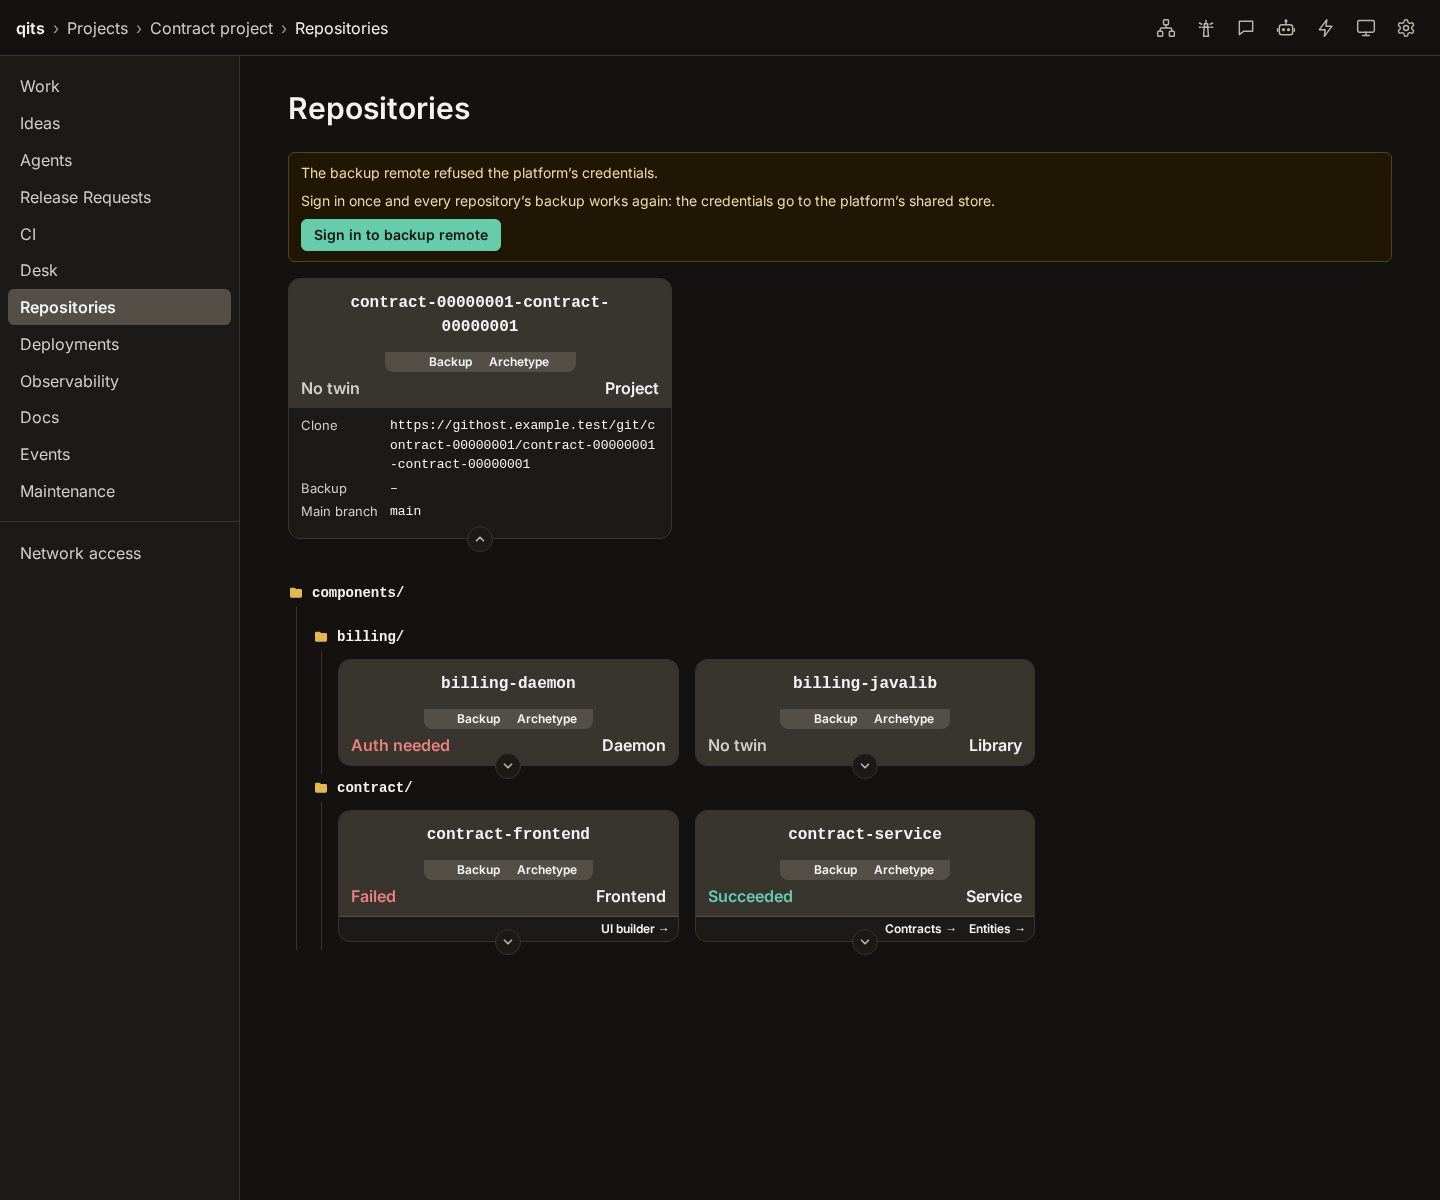 qits › Projects › Contract project › Repositories
Work
Ideas
Agents
Release Requests
CI
Desk
Repositories
Deployments
Observability
Docs
Events
Maintenance
Network access
Repositories
The backup remote refused the platform’s credentials.
Sign in once and every repository’s backup works again: the credentials go to the platform’s shared store.
Sign in to backup remote
contract-00000001-contract-
00000001
Backup Archetype
No twin Project
Clone https://githost.example.test/git/c
ontract-00000001/contract-00000001
-contract-00000001
Backup –
Main branch main
components/
billing/
billing-daemon
Backup Archetype
Auth needed Daemon
billing-javalib
Backup Archetype
No twin Library
contract/
contract-frontend
Backup Archetype
Failed Frontend
UI builder →
contract-service
Backup Archetype
Succeeded Service
Contracts → Entities →